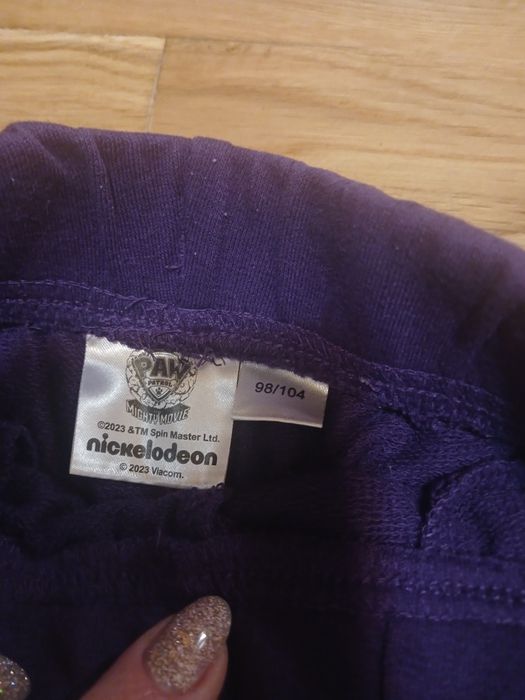 PAW
PATROL
MIGHTY MOVIE
©2023 &TM Spin Master Ltd.
nickelodeon
© 2023 Viacom.
98/104